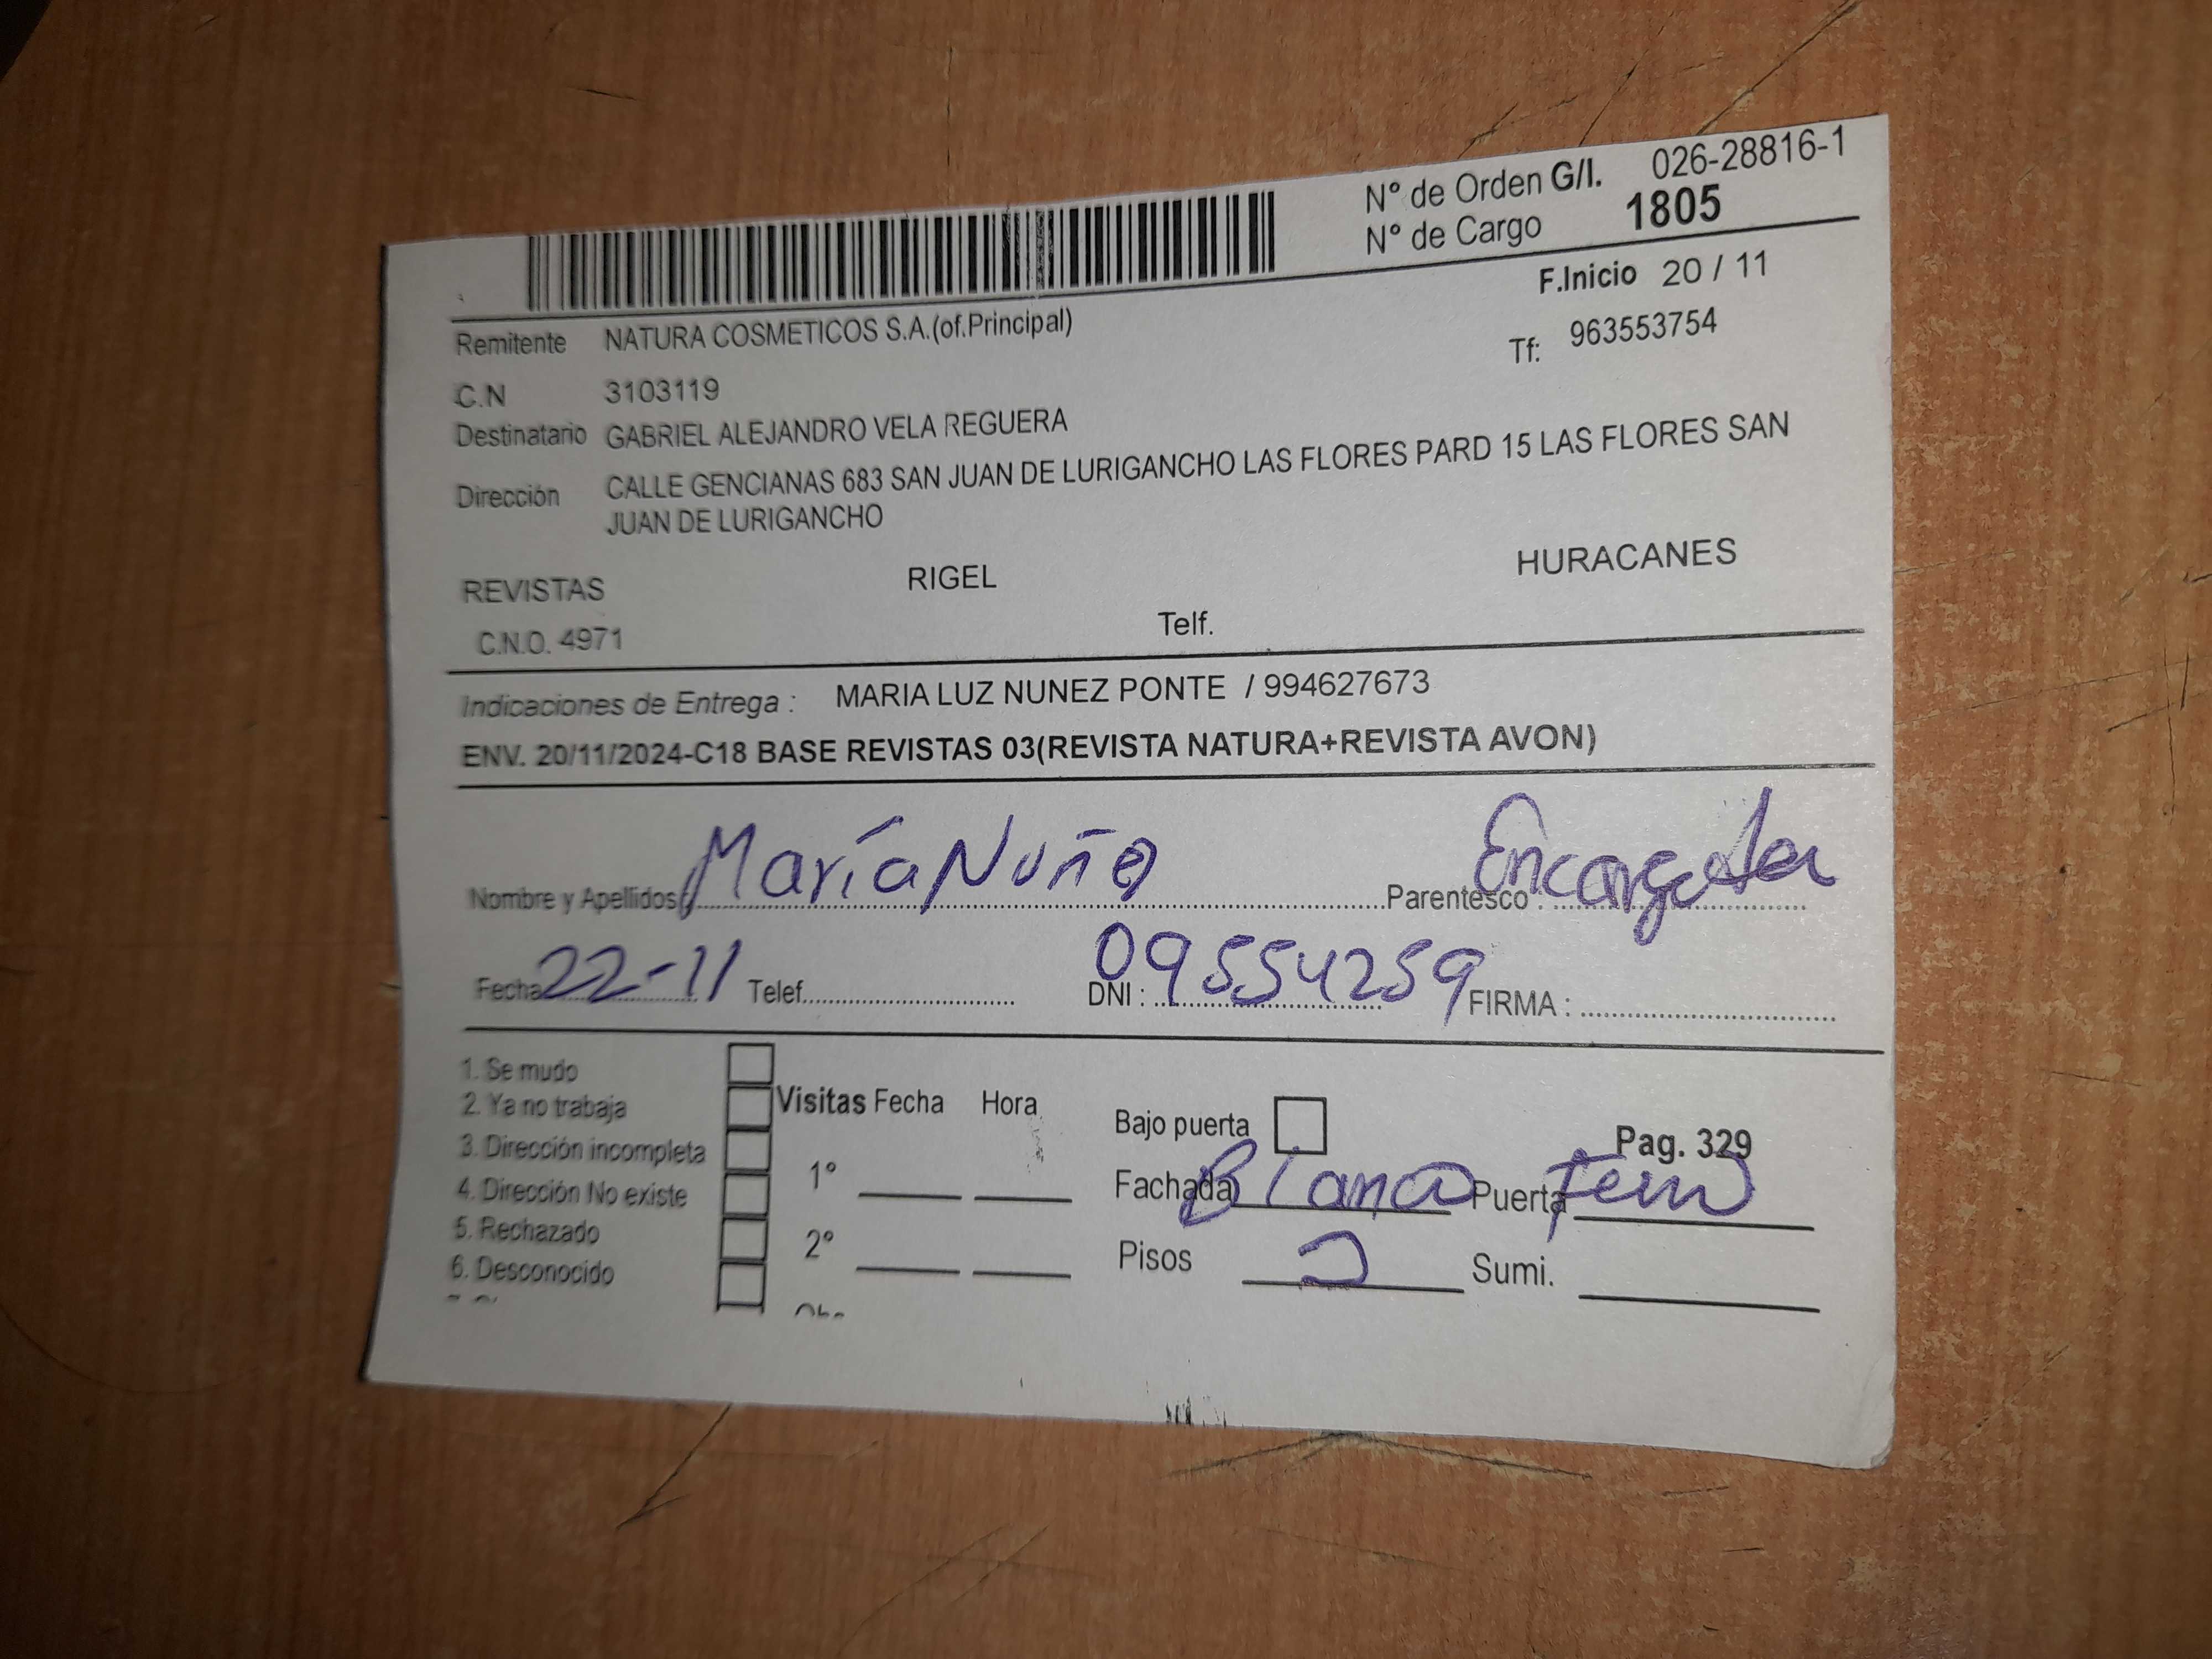 N° de Orden G/I. 026-28816-1
N° de Cargo 1805
F.Inicio 20 / 11
Remitente NATURA COSMETICOS S.A.(of.Principal)
Tf: 963553754
C.N 3103119
Destinatario GABRIEL ALEJANDRO VELA REGUERA
Dirección CALLE GENCIANAS 683 SAN JUAN DE LURIGANCHO LAS FLORES PARD 15 LAS FLORES SAN
JUAN DE LURIGANCHO
REVISTAS RIGEL HURACANES
C.N.O. 4971 Telf.
Indicaciones de Entrega : MARIA LUZ NUNEZ PONTE / 994627673
ENV. 20/11/2024-C18 BASE REVISTAS 03(REVISTA NATURA+REVISTA AVON)
Nombre y Apellidos María Nuñe Parentesco : Encargada
Fecha 22-11 Telef. DNI : 09554259 FIRMA :
1. Se mudo
2. Ya no trabaja Visitas Fecha Hora Bajo puerta Pag. 329
3. Dirección incompleta
4. Dirección No existe 1° Fachada Blanco Puerta
5. Rechazado
6. Desconocido 2° Pisos 2 Sumi.